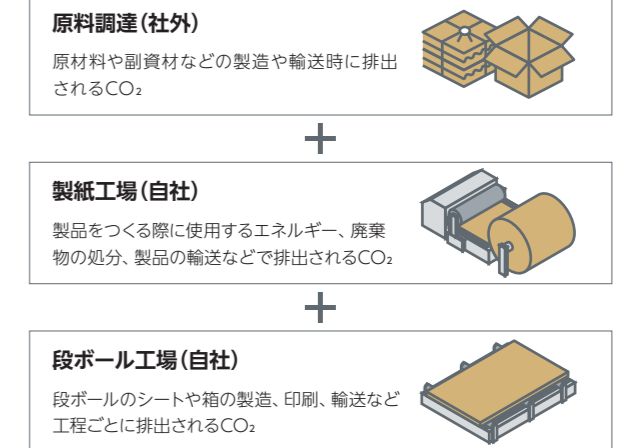 原料調達（社外）
原材料や副資材などの製造や輸送時に排出
されるCO₂
+
製紙工場（自社）
製品をつくる際に使用するエネルギー、廃棄
物の処分、製品の輸送などで排出されるCO₂
+
段ボール工場（自社）
段ボールのシートや箱の製造、印刷、輸送など
工程ごとに排出されるCO₂